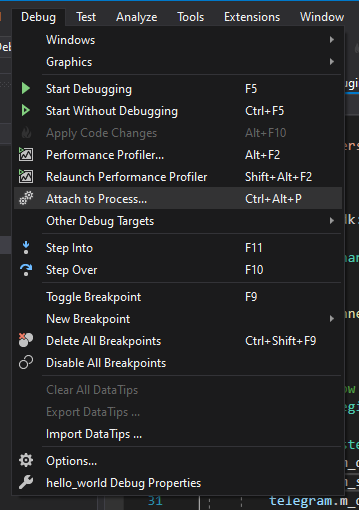 Debug Test Analyze Tools Extensions Window
Windows
Graphics
Start Debugging F5
Start Without Debugging Ctrl+F5
Apply Code Changes Alt+F10
Performance Profiler... Alt+F2
Relaunch Performance Profiler Shift+Alt+F2
Attach to Process... Ctrl+Alt+P
Other Debug Targets
Step Into F11
Step Over F10
Toggle Breakpoint F9
New Breakpoint
Delete All Breakpoints Ctrl+Shift+F9
Disable All Breakpoints
Clear All DataTips
Export DataTips ...
Import DataTips ...
Options...
hello_world Debug Properties
31 telegram.m_